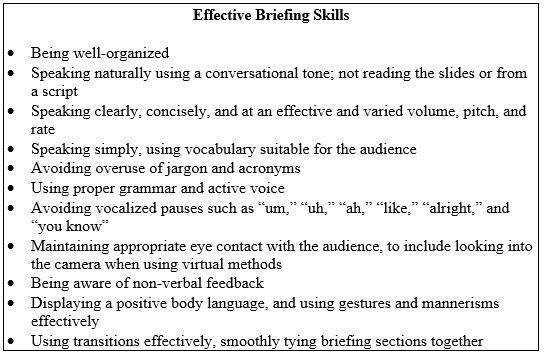 Effective Briefing Skills
• Being well-organized
• Speaking naturally using a conversational tone; not reading the slides or from
a script
• Speaking clearly, concisely, and at an effective and varied volume, pitch, and
rate
• Speaking simply, using vocabulary suitable for the audience
• Avoiding overuse of jargon and acronyms
• Using proper grammar and active voice
• Avoiding vocalized pauses such as “um,” “uh,” “ah,” “like,” “alright,” and
“you know”
• Maintaining appropriate eye contact with the audience, to include looking into
the camera when using virtual methods
• Being aware of non-verbal feedback
• Displaying a positive body language, and using gestures and mannerisms
effectively
• Using transitions effectively, smoothly tying briefing sections together